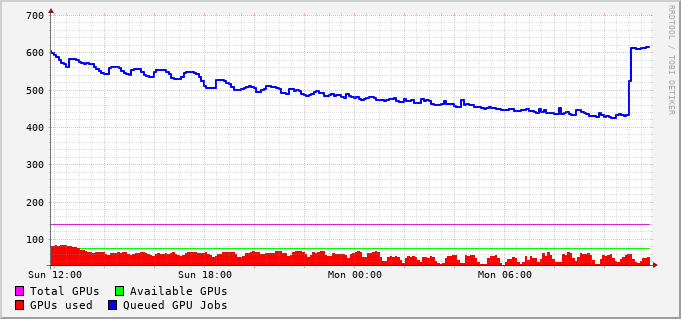 700
600
500
400
300
200
100
Sun 12:00 Sun 18:00 Mon 00:00 Mon 06:00
Total GPUs Available GPUs
GPUs used Queued GPU Jobs
RRDTOOL / TOBI OETIKER